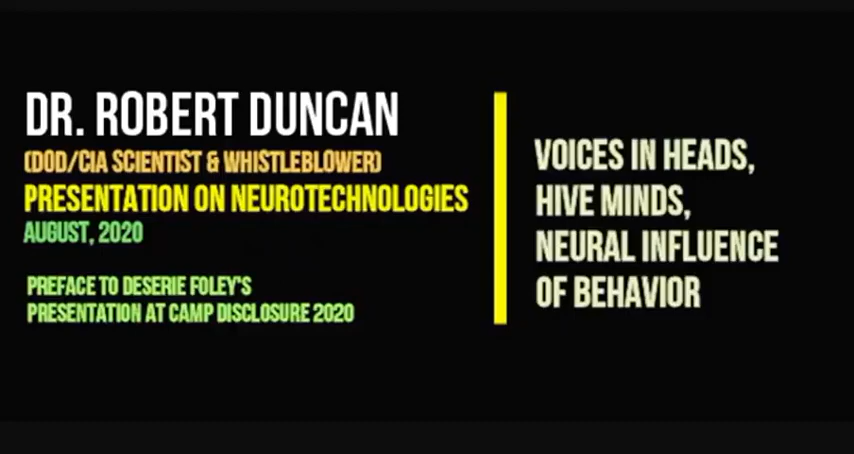 DR. ROBERT DUNCAN
(DOD/CIA SCIENTIST & WHISTLEBLOWER)
PRESENTATION ON NEUROTECHNOLOGIES
AUGUST, 2020
PREFACE TO DESERIE FOLEY'S
PRESENTATION AT CAMP DISCLOSURE 2020
VOICES IN HEADS,
HIVE MINDS,
NEURAL INFLUENCE
OF BEHAVIOR